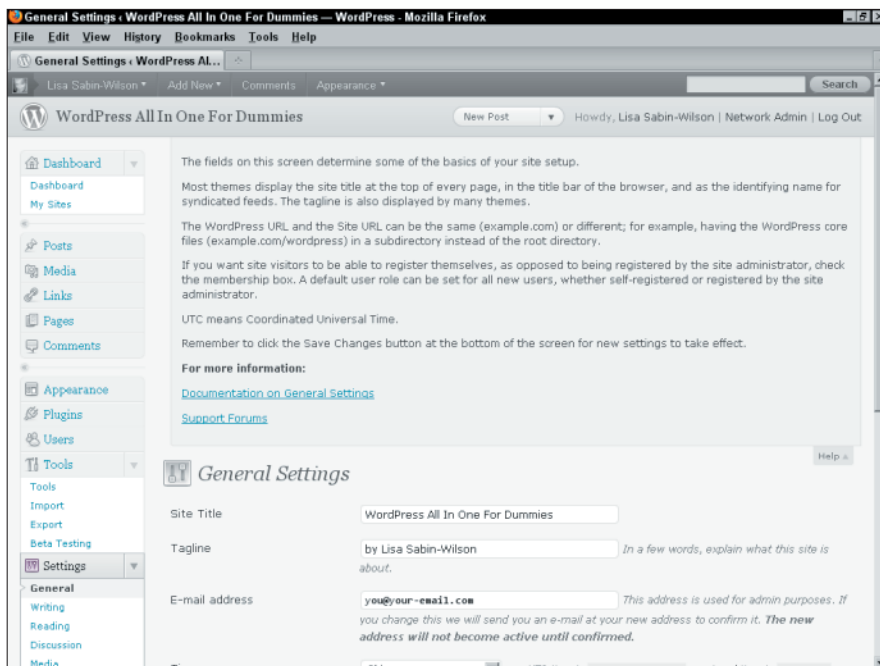 General Settings ‹ WordPress All In One For Dummies — WordPress - Mozilla Firefox
File Edit View History Bookmarks Tools Help
General Settings ‹ WordPress Al...
Lisa Sabin-Wilson Add New Comments Appearance Search
WordPress All In One For Dummies New Post Howdy, Lisa Sabin-Wilson | Network Admin | Log Out
Dashboard
Dashboard
My Sites
Posts
Media
Links
Pages
Comments
Appearance
Plugins
Users
Tools
Tools
Import
Export
Beta Testing
Settings
General
Writing
Reading
Discussion
Media
The fields on this screen determine some of the basics of your site setup.
Most themes display the site title at the top of every page, in the title bar of the browser, and as the identifying name for
syndicated feeds. The tagline is also displayed by many themes.
The WordPress URL and the Site URL can be the same (example.com) or different; for example, having the WordPress core
files (example.com/wordpress) in a subdirectory instead of the root directory.
If you want site visitors to be able to register themselves, as opposed to being registered by the site administrator, check
the membership box. A default user role can be set for all new users, whether self-registered or registered by the site
administrator.
UTC means Coordinated Universal Time.
Remember to click the Save Changes button at the bottom of the screen for new settings to take effect.
For more information:
Documentation on General Settings
Support Forums
Help
General Settings
Site Title WordPress All In One For Dummies
Tagline by Lisa Sabin-Wilson In a few words, explain what this site is
about.
E-mail address you@your-email.com This address is used for admin purposes. If
you change this we will send you an e-mail at your new address to confirm it. The new
address will not become active until confirmed.